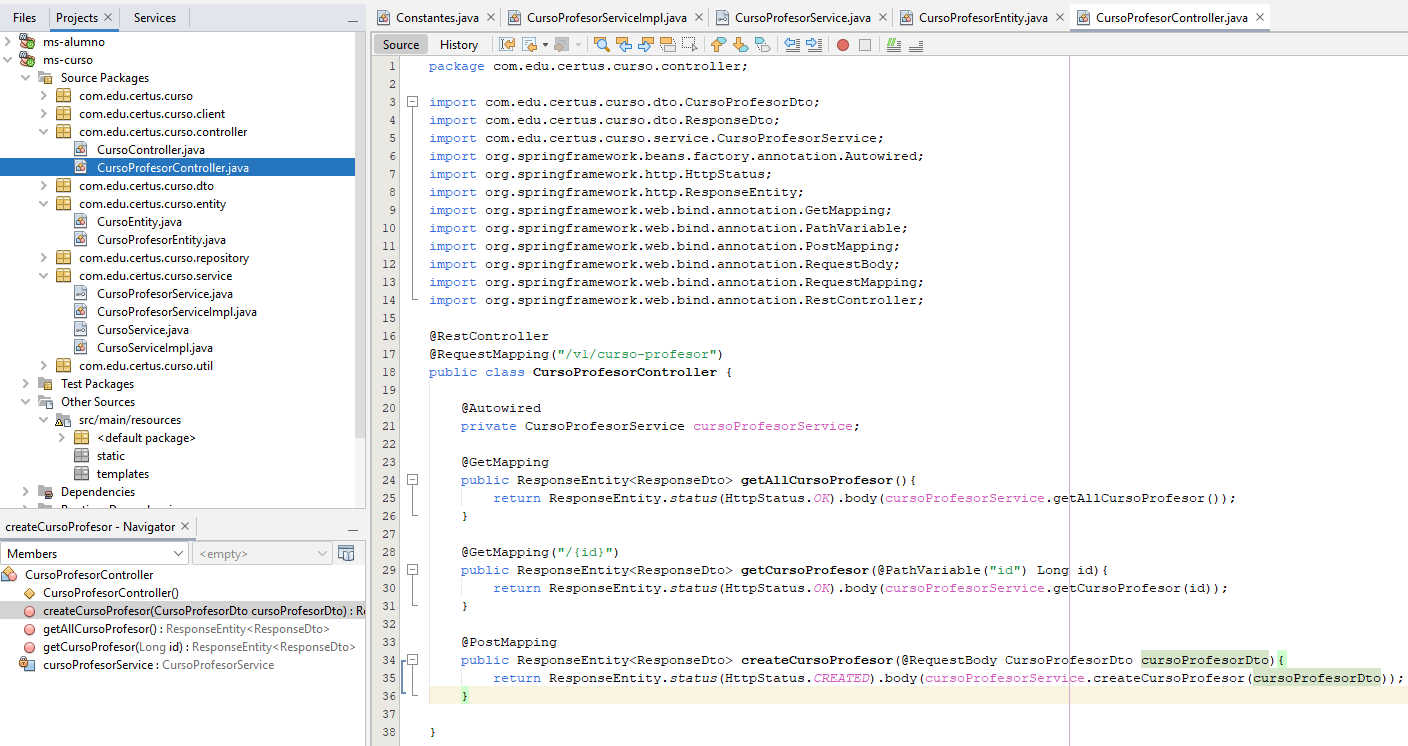 Files
Projects
Services
ms-alumno
ms-curso
Source Packages
com.edu.certus.curso
com.edu.certus.curso.client
com.edu.certus.curso.controller
CursoController.java
CursoProfesorController.java
com.edu.certus.curso.dto
com.edu.certus.curso.entity
CursoEntity.java
CursoProfesorEntity.java
com.edu.certus.curso.repository
com.edu.certus.curso.service
CursoProfesorService.java
CursoProfesorServiceImpl.java
CursoService.java
CursoServiceImpl.java
com.edu.certus.curso.util
Test Packages
Other Sources
src/main/resources
<default package>
static
templates
Dependencies
createCursoProfesor - Navigator
Members
<empty>
CursoProfesorController
CursoProfesorController()
createCursoProfesor(CursoProfesorDto cursoProfesorDto) : Re
getAllCursoProfesor() : ResponseEntity<ResponseDto>
getCursoProfesor(Long id) : ResponseEntity<ResponseDto>
cursoProfesorService : CursoProfesorService
Constantes.java
CursoProfesorServiceImpl.java
CursoProfesorService.java
CursoProfesorEntity.java
CursoProfesorController.java
Source
History
1 package com.edu.certus.curso.controller;
2
3 import com.edu.certus.curso.dto.CursoProfesorDto;
4 import com.edu.certus.curso.dto.ResponseDto;
5 import com.edu.certus.curso.service.CursoProfesorService;
6 import org.springframework.beans.factory.annotation.Autowired;
7 import org.springframework.http.HttpStatus;
8 import org.springframework.http.ResponseEntity;
9 import org.springframework.web.bind.annotation.GetMapping;
10 import org.springframework.web.bind.annotation.PathVariable;
11 import org.springframework.web.bind.annotation.PostMapping;
12 import org.springframework.web.bind.annotation.RequestBody;
13 import org.springframework.web.bind.annotation.RequestMapping;
14 import org.springframework.web.bind.annotation.RestController;
15
16 @RestController
17 @RequestMapping("/v1/curso-profesor")
18 public class CursoProfesorController {
19
20 @Autowired
21 private CursoProfesorService cursoProfesorService;
22
23 @GetMapping
24 public ResponseEntity<ResponseDto> getAllCursoProfesor(){
25 return ResponseEntity.status(HttpStatus.OK).body(cursoProfesorService.getAllCursoProfesor());
26 }
27
28 @GetMapping("/{id}")
29 public ResponseEntity<ResponseDto> getCursoProfesor(@PathVariable("id") Long id){
30 return ResponseEntity.status(HttpStatus.OK).body(cursoProfesorService.getCursoProfesor(id));
31 }
32
33 @PostMapping
34 public ResponseEntity<ResponseDto> createCursoProfesor(@RequestBody CursoProfesorDto cursoProfesorDto){
35 return ResponseEntity.status(HttpStatus.CREATED).body(cursoProfesorService.createCursoProfesor(cursoProfesorDto));
36 }
37
38 }